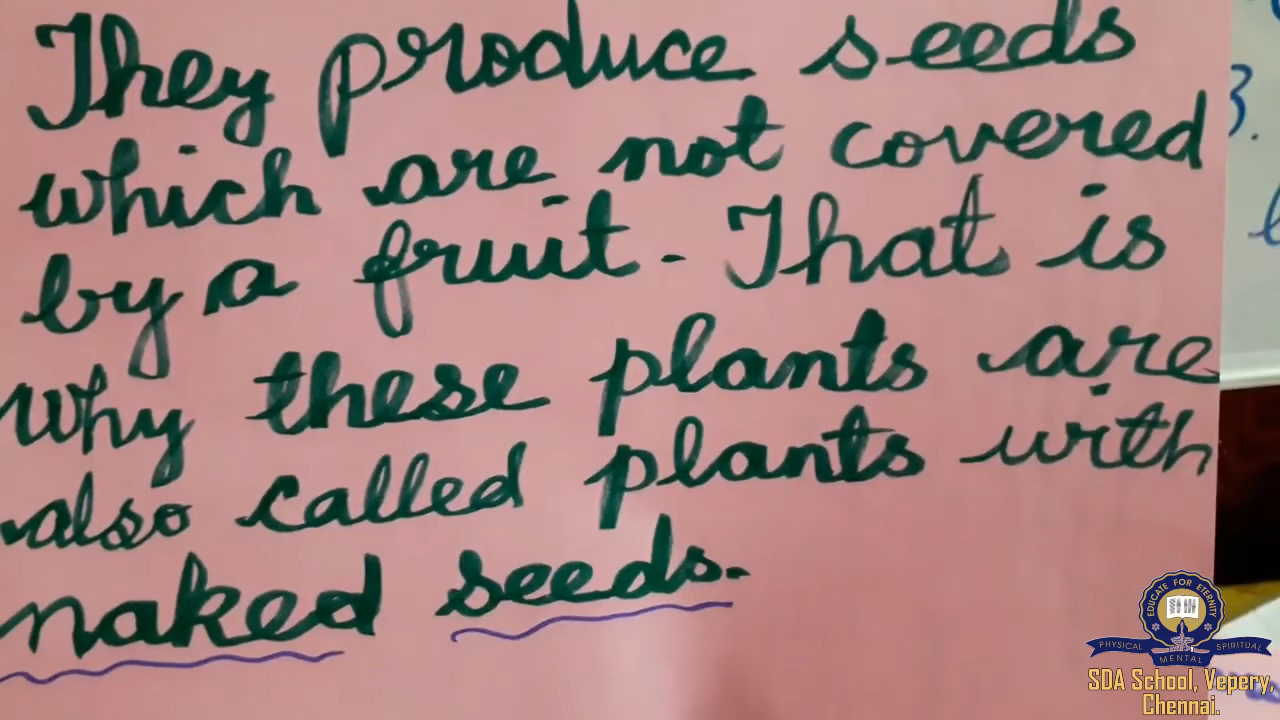 They produce seeds
which are not covered
by a fruit. That is
why these plants are
also called plants with
naked seeds.
3.
EDUCATE FOR ETERNITY
PHYSICAL MENTAL SPIRITUAL
SDA School, Vepery,
Chennai.